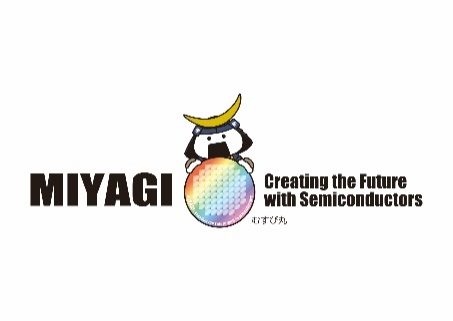 MIYAGI
Creating the Future
with Semiconductors
むすび丸